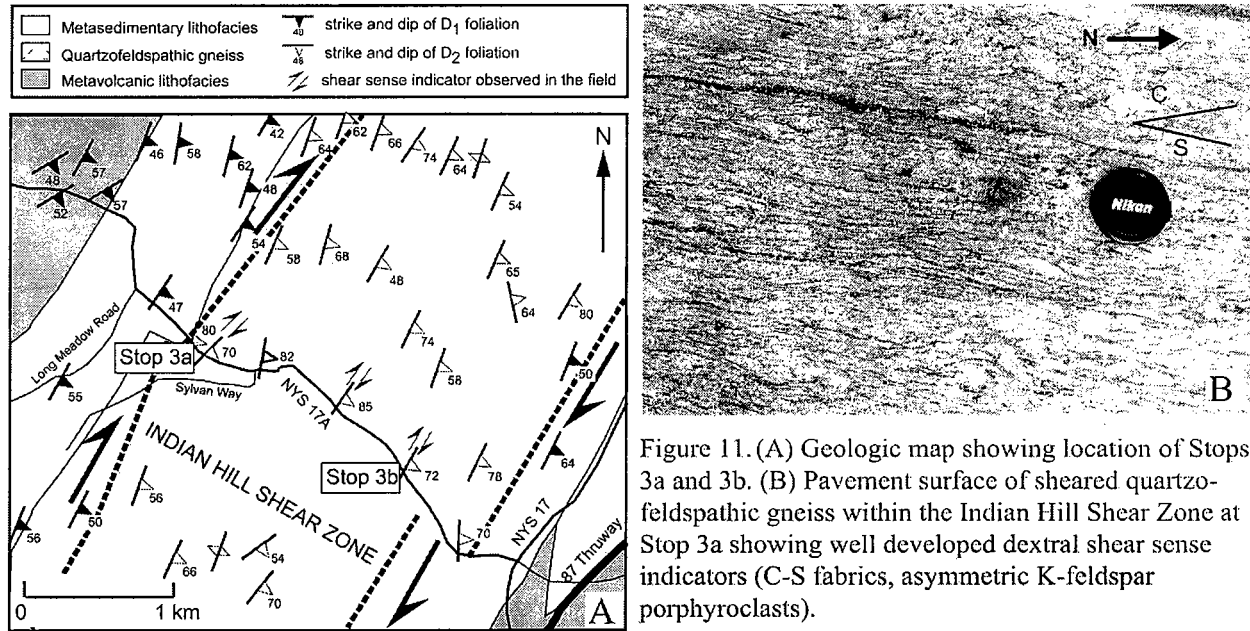 Metasedimentary lithofacies
Quartzofeldspathic gneiss
Metavolcanic lithofacies
40 strike and dip of D1 foliation
46 strike and dip of D2 foliation
shear sense indicator observed in the field
N
42
62
64
66
74
64
46
58
62
48
54
57
48
52
57
54
58
68
48
65
64
80
47
80
70
82
74
58
50
85
55
Long Meadow Road
Stop 3a
Sylvan Way
NYS 17A
INDIAN HILL SHEAR ZONE
Stop 3b
72
78
64
56
50
56
66
54
70
70
NYS 17
87 Thruway
0 1 km
A
N
C
S
Nikon
B
Figure 11. (A) Geologic map showing location of Stops
3a and 3b. (B) Pavement surface of sheared quartzo-
feldspathic gneiss within the Indian Hill Shear Zone at
Stop 3a showing well developed dextral shear sense
indicators (C-S fabrics, asymmetric K-feldspar
porphyroclasts).